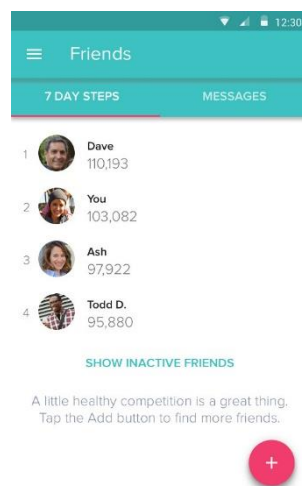 12:30
Friends
7 DAY STEPS MESSAGES
1 Dave
110,193
2 You
103,082
3 Ash
97,922
4 Todd D.
95,880
SHOW INACTIVE FRIENDS
A little healthy competition is a great thing.
Tap the Add button to find more friends.
+